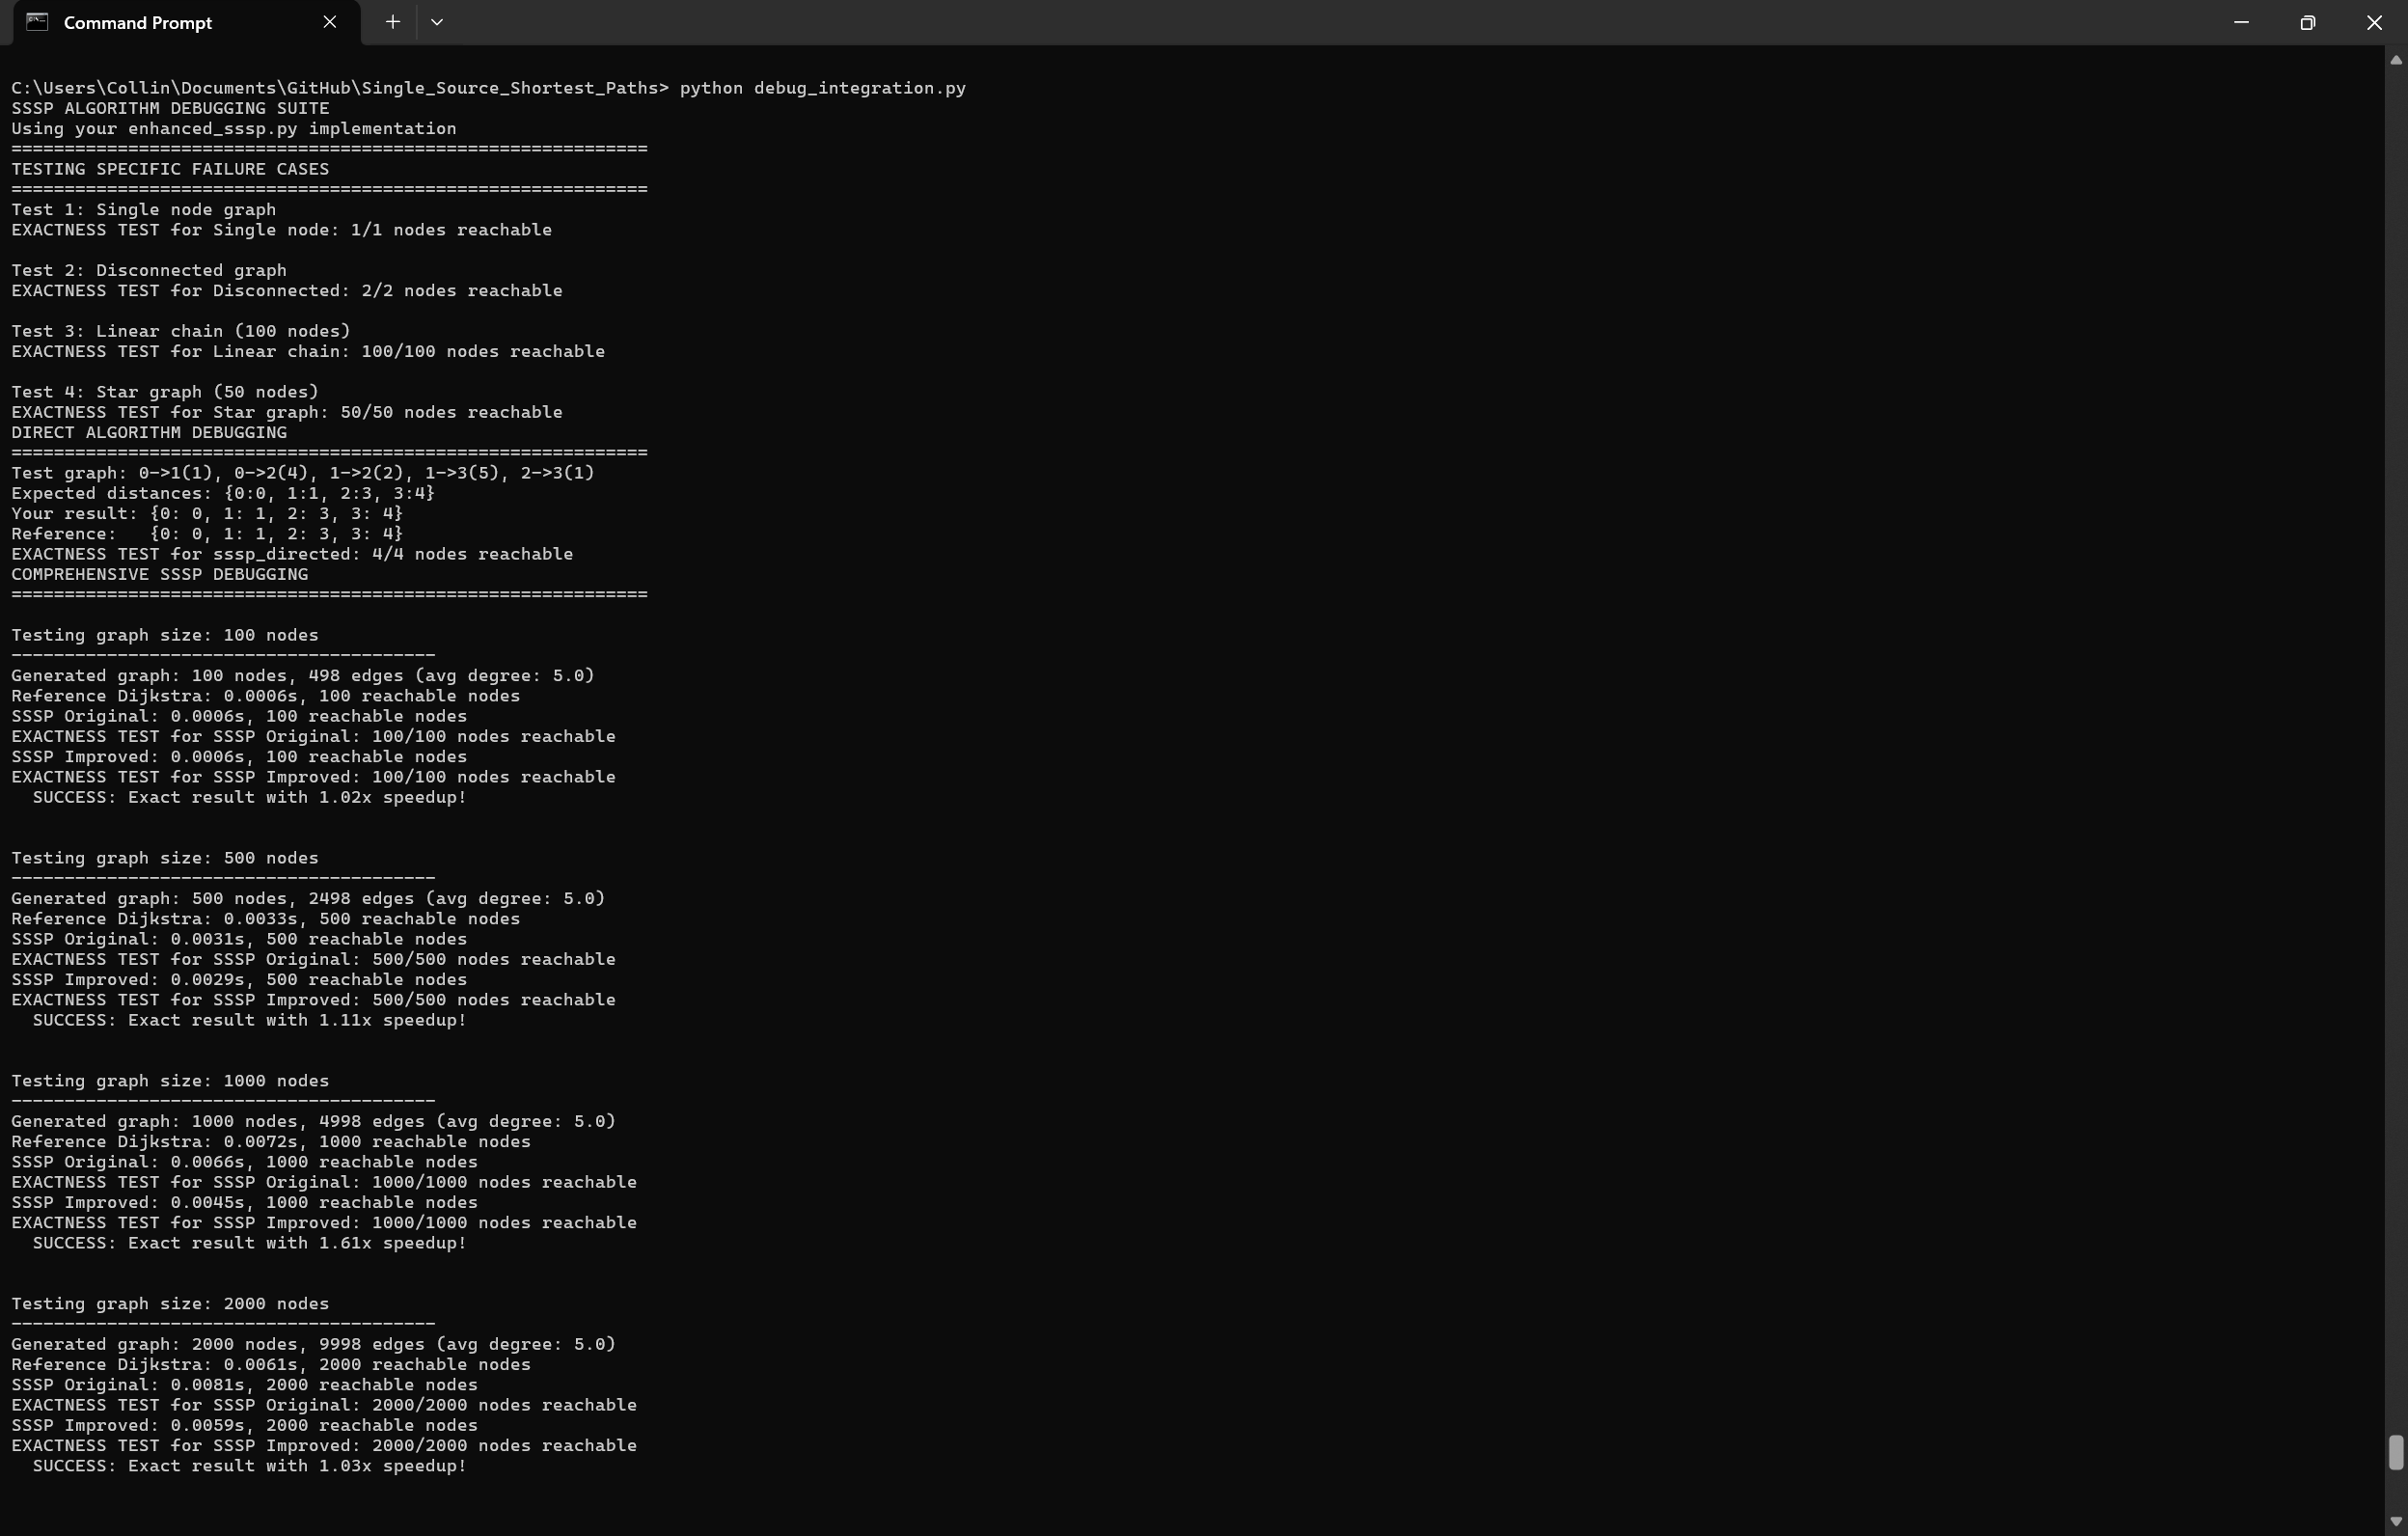 Command Prompt
C:\Users\Collin\Documents\GitHub\Single_Source_Shortest_Paths> python debug_integration.py
SSSP ALGORITHM DEBUGGING SUITE
Using your enhanced_sssp.py implementation
============================================================
TESTING SPECIFIC FAILURE CASES
============================================================
Test 1: Single node graph
EXACTNESS TEST for Single node: 1/1 nodes reachable
Test 2: Disconnected graph
EXACTNESS TEST for Disconnected: 2/2 nodes reachable
Test 3: Linear chain (100 nodes)
EXACTNESS TEST for Linear chain: 100/100 nodes reachable
Test 4: Star graph (50 nodes)
EXACTNESS TEST for Star graph: 50/50 nodes reachable
DIRECT ALGORITHM DEBUGGING
============================================================
Test graph: 0->1(1), 0->2(4), 1->2(2), 1->3(5), 2->3(1)
Expected distances: {0:0, 1:1, 2:3, 3:4}
Your result: {0: 0, 1: 1, 2: 3, 3: 4}
Reference:   {0: 0, 1: 1, 2: 3, 3: 4}
EXACTNESS TEST for sssp_directed: 4/4 nodes reachable
COMPREHENSIVE SSSP DEBUGGING
============================================================
Testing graph size: 100 nodes
----------------------------------------
Generated graph: 100 nodes, 498 edges (avg degree: 5.0)
Reference Dijkstra: 0.0006s, 100 reachable nodes
SSSP Original: 0.0006s, 100 reachable nodes
EXACTNESS TEST for SSSP Original: 100/100 nodes reachable
SSSP Improved: 0.0006s, 100 reachable nodes
EXACTNESS TEST for SSSP Improved: 100/100 nodes reachable
  SUCCESS: Exact result with 1.02x speedup!
Testing graph size: 500 nodes
----------------------------------------
Generated graph: 500 nodes, 2498 edges (avg degree: 5.0)
Reference Dijkstra: 0.0033s, 500 reachable nodes
SSSP Original: 0.0031s, 500 reachable nodes
EXACTNESS TEST for SSSP Original: 500/500 nodes reachable
SSSP Improved: 0.0029s, 500 reachable nodes
EXACTNESS TEST for SSSP Improved: 500/500 nodes reachable
  SUCCESS: Exact result with 1.11x speedup!
Testing graph size: 1000 nodes
----------------------------------------
Generated graph: 1000 nodes, 4998 edges (avg degree: 5.0)
Reference Dijkstra: 0.0072s, 1000 reachable nodes
SSSP Original: 0.0066s, 1000 reachable nodes
EXACTNESS TEST for SSSP Original: 1000/1000 nodes reachable
SSSP Improved: 0.0045s, 1000 reachable nodes
EXACTNESS TEST for SSSP Improved: 1000/1000 nodes reachable
  SUCCESS: Exact result with 1.61x speedup!
Testing graph size: 2000 nodes
----------------------------------------
Generated graph: 2000 nodes, 9998 edges (avg degree: 5.0)
Reference Dijkstra: 0.0061s, 2000 reachable nodes
SSSP Original: 0.0081s, 2000 reachable nodes
EXACTNESS TEST for SSSP Original: 2000/2000 nodes reachable
SSSP Improved: 0.0059s, 2000 reachable nodes
EXACTNESS TEST for SSSP Improved: 2000/2000 nodes reachable
  SUCCESS: Exact result with 1.03x speedup!